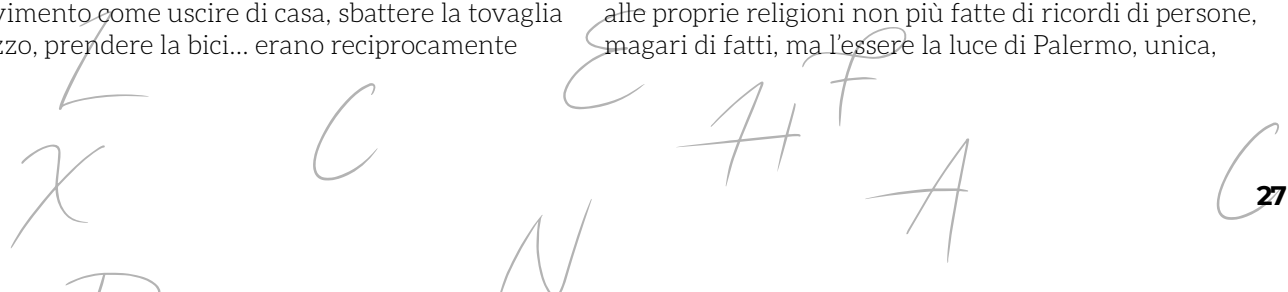 vimento come uscire di casa, sbattere la tovaglia
zzo, prendere la bici... erano reciprocamente
alle proprie religioni non più fatte di ricordi di persone,
magari di fatti, ma l'essere la luce di Palermo, unica,
L
C
E
H
F
X
A
C
27
N